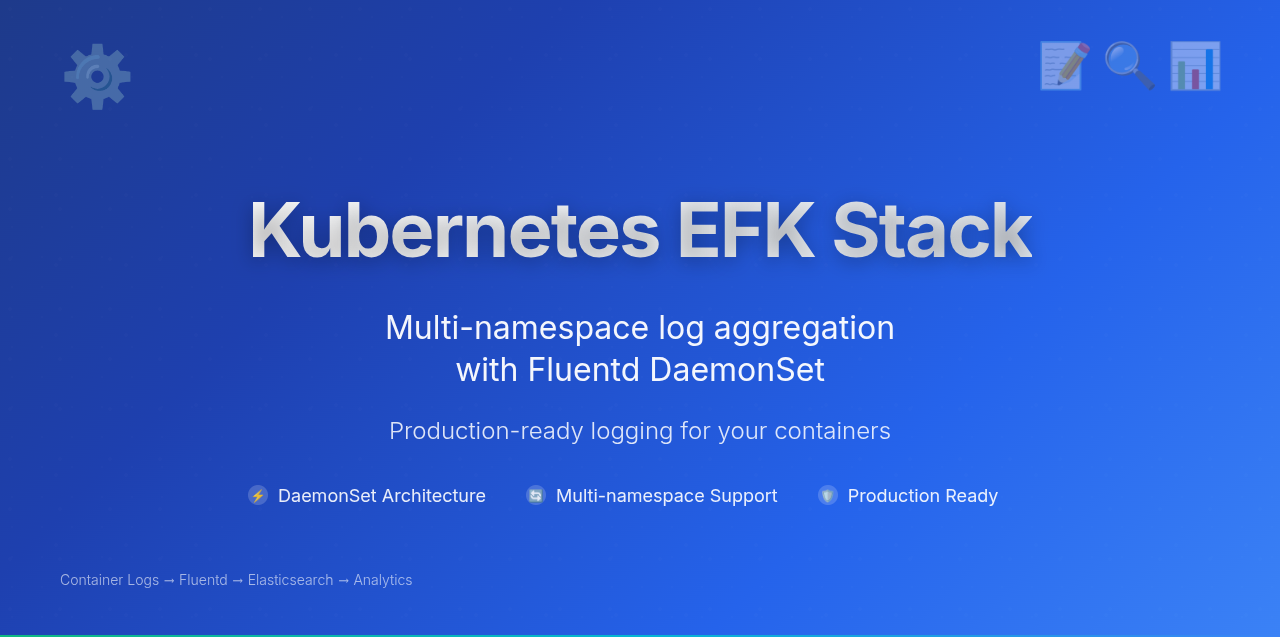 Kubernetes EFK Stack
Multi-namespace log aggregation
with Fluentd DaemonSet
Production-ready logging for your containers
DaemonSet Architecture
Multi-namespace Support
Production Ready
Container Logs → Fluentd → Elasticsearch → Analytics